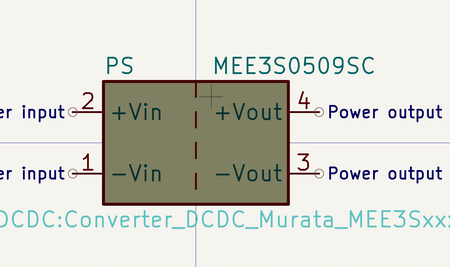 PS MEE3S0509SC
er input 2 +Vin +Vout 4 Power output
er input 1 −Vin −Vout 3 Power output
DCDC:Converter_DCDC_Murata_MEE3Sxx